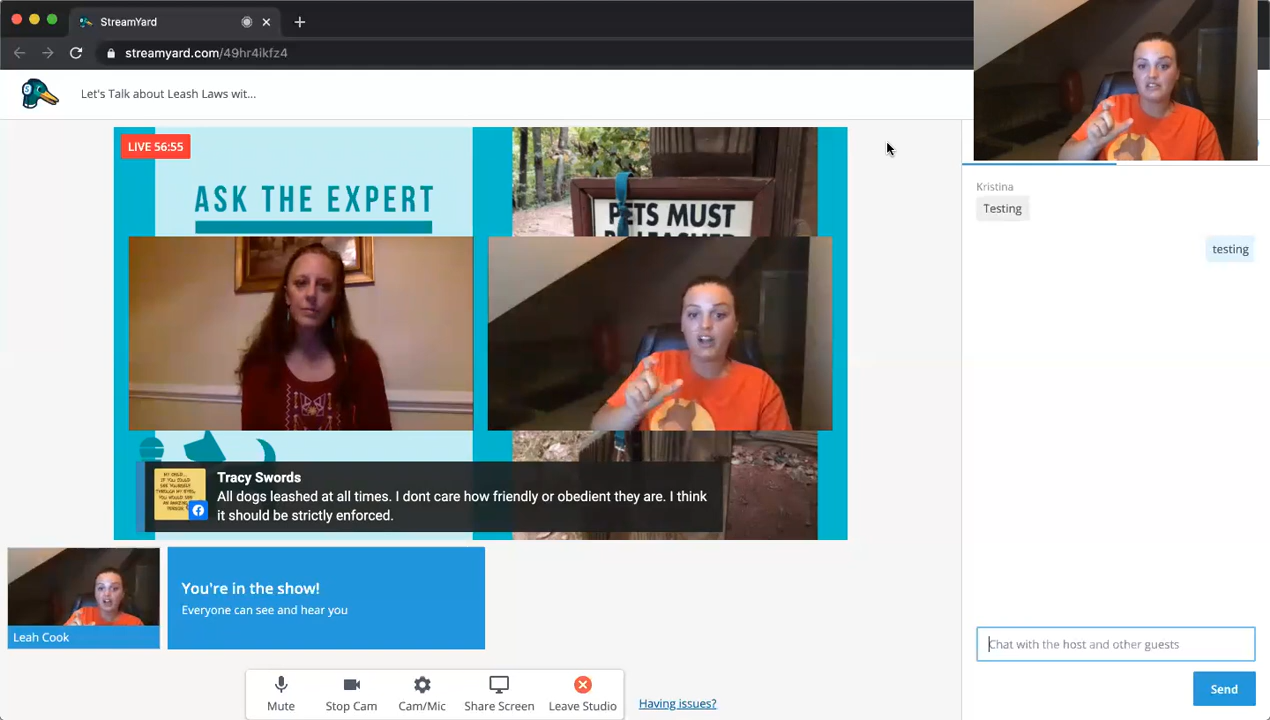 StreamYard
streamyard.com/49hr4ikfz4
Let's Talk about Leash Laws wit...
LIVE 56:55
ASK THE EXPERT
PETS MUST
Kristina
Testing
testing
Tracy Swords
All dogs leashed at all times. I dont care how friendly or obedient they are. I think
it should be strictly enforced.
You're in the show!
Everyone can see and hear you
Leah Cook
Chat with the host and other guests
Send
Mute
Stop Cam
Cam/Mic
Share Screen
Leave Studio
Having issues?